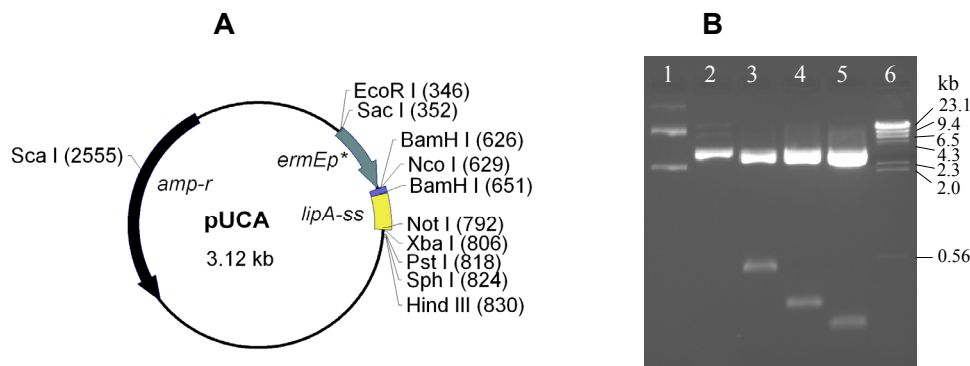 A
EcoR I (346)
Sac I (352)
BamH I (626)
Nco I (629)
BamH I (651)
ermEp*
Sca I (2555)
amp-r
pUCA
3.12 kb
lipA-ss
Not I (792)
Xba I (806)
Pst I (818)
Sph I (824)
Hind III (830)
B
1 2 3 4 5 6
kb
23.1
9.4
6.5
4.3
2.3
2.0
0.56